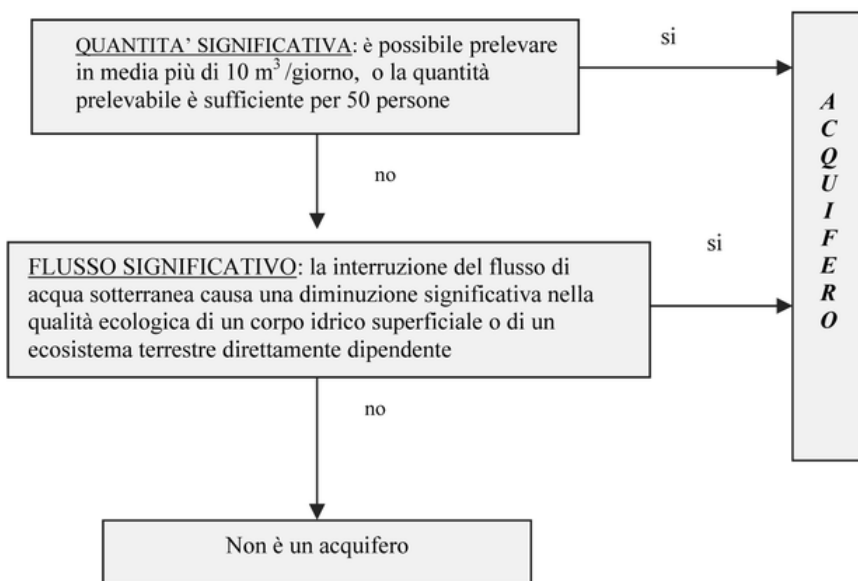 QUANTITA’ SIGNIFICATIVA: è possibile prelevare
in media più di 10 m³/giorno, o la quantità
prelevabile è sufficiente per 50 persone
si
no
FLUSSO SIGNIFICATIVO: la interruzione del flusso di
acqua sotterranea causa una diminuzione significativa nella
qualità ecologica di un corpo idrico superficiale o di un
ecosistema terrestre direttamente dipendente
si
no
Non è un acquifero
A
C
Q
U
I
F
E
R
O